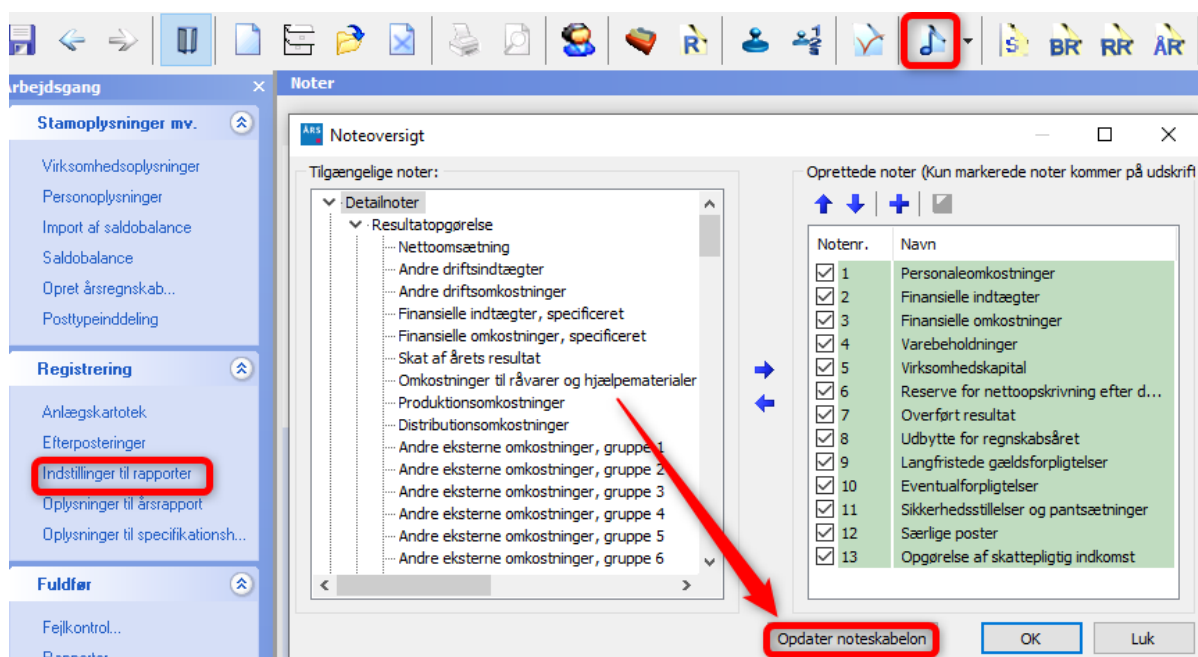 R
S
BR
RR
ÅR
Arbejdsgang
Noter
Stamoplysninger mv.
Virksomhedsoplysninger
Personoplysninger
Import af saldobalance
Saldobalance
Opret årsregnskab...
Posttypeinddeling
Registrering
Anlægskartotek
Efterposteringer
Indstillinger til rapporter
Oplysninger til årsrapport
Oplysninger til specifikationsh...
Fuldfør
Fejlkontrol...
Rapporter
ÅRS
Noteoversigt
Tilgængelige noter:
Detailnoter
Resultatopgørelse
Nettoomsætning
Andre driftsindtægter
Andre driftsomkostninger
Finansielle indtægter, specificeret
Finansielle omkostninger, specificeret
Skat af årets resultat
Omkostninger til råvarer og hjælpematerialer
Produktionsomkostninger
Distributionsomkostninger
Andre eksterne omkostninger, gruppe 1
Andre eksterne omkostninger, gruppe 2
Andre eksterne omkostninger, gruppe 3
Andre eksterne omkostninger, gruppe 4
Andre eksterne omkostninger, gruppe 5
Andre eksterne omkostninger, gruppe 6
Oprettede noter (Kun markerede noter kommer på udskrift
Notenr. Navn
1 Personaleomkostninger
2 Finansielle indtægter
3 Finansielle omkostninger
4 Varebeholdninger
5 Virksomhedskapital
6 Reserve for nettoopskrivning efter d...
7 Overført resultat
8 Udbytte for regnskabsåret
9 Langfristede gældsforpligtelser
10 Eventualforpligtelser
11 Sikkerhedsstillelser og pantsætninger
12 Særlige poster
13 Opgørelse af skattepligtig indkomst
Opdater noteskabelon
OK
Luk